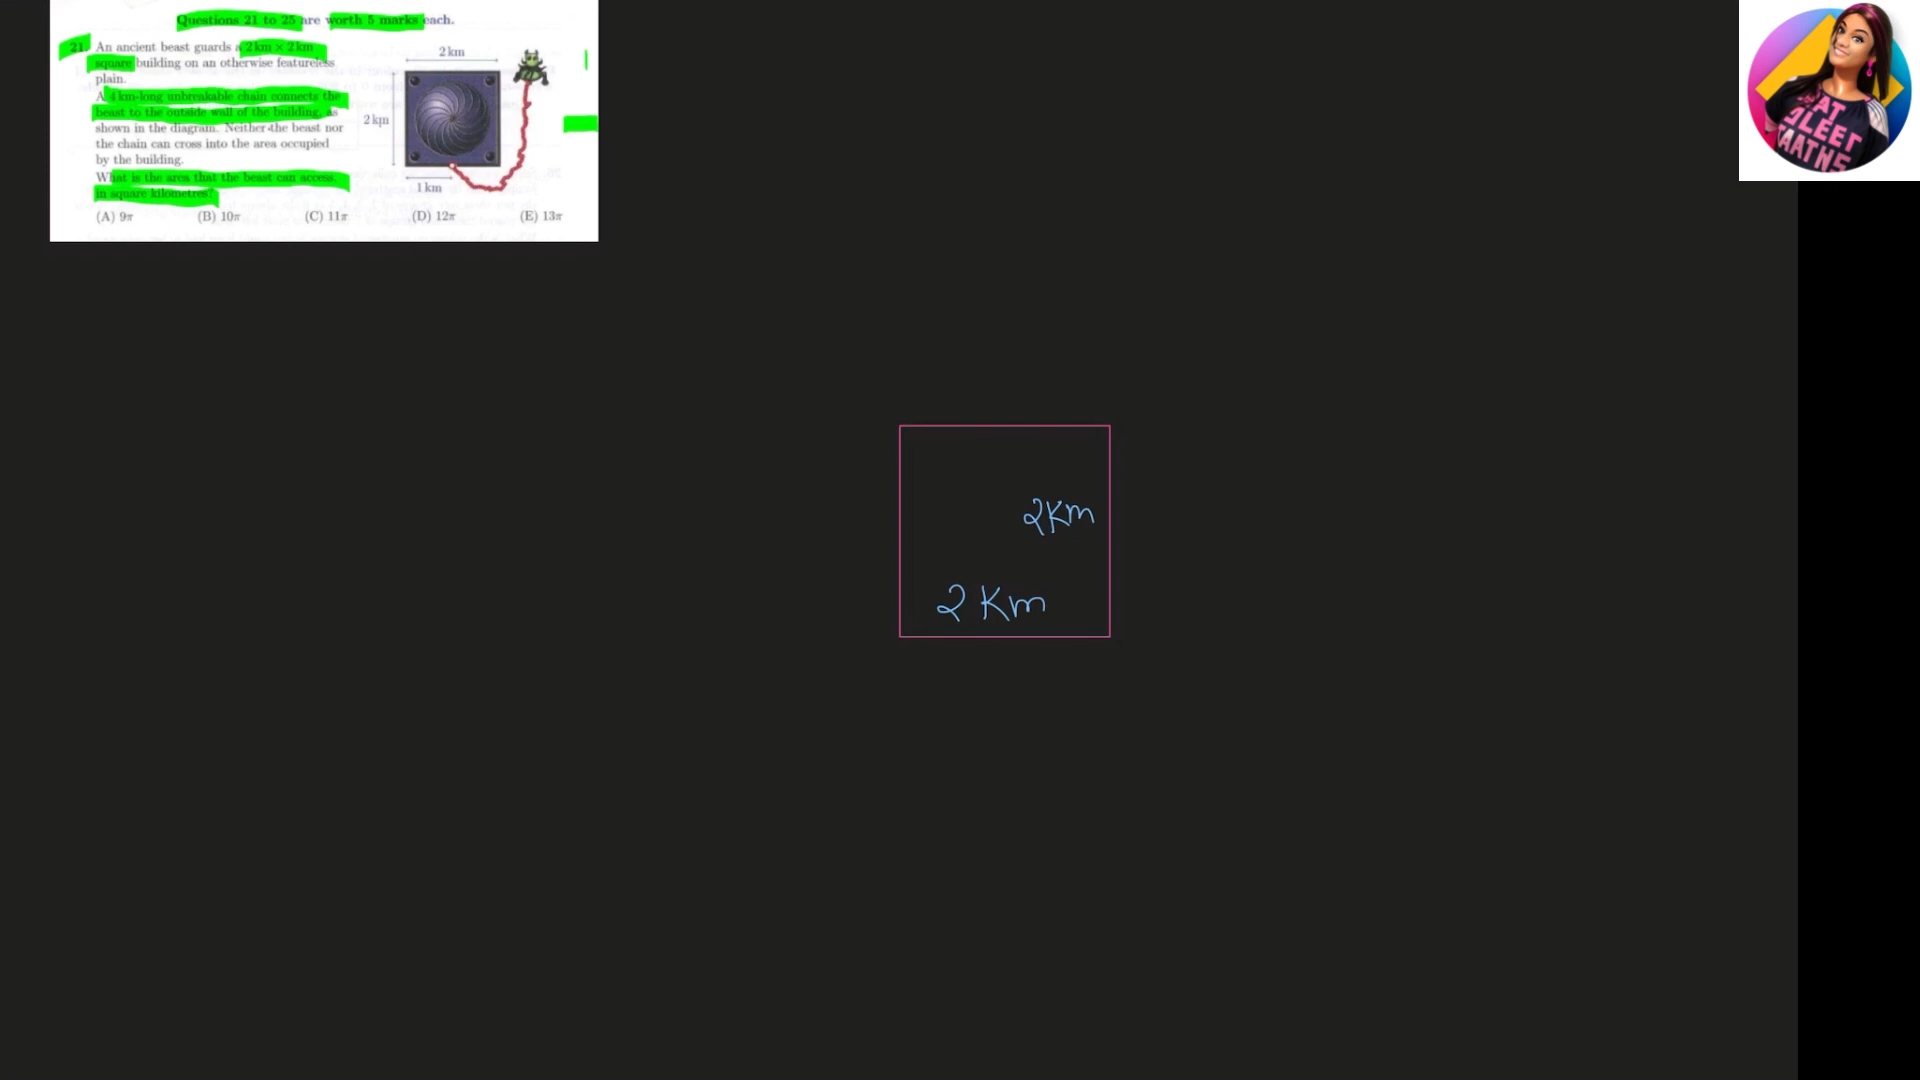 Questions 21 to 25 are worth 5 marks each.
21. An ancient beast guards a 2 km × 2 km
square building on an otherwise featureless
plain.
A 4 km-long unbreakable chain connects the
beast to the outside wall of the building, as
shown in the diagram. Neither the beast nor
the chain can cross into the area occupied
by the building.
What is the area that the beast can access,
in square kilometres?
2 km
2 km
1 km
(A) 9π (B) 10π (C) 11π (D) 12π (E) 13π
2Km
2 Km
AT
MATHS